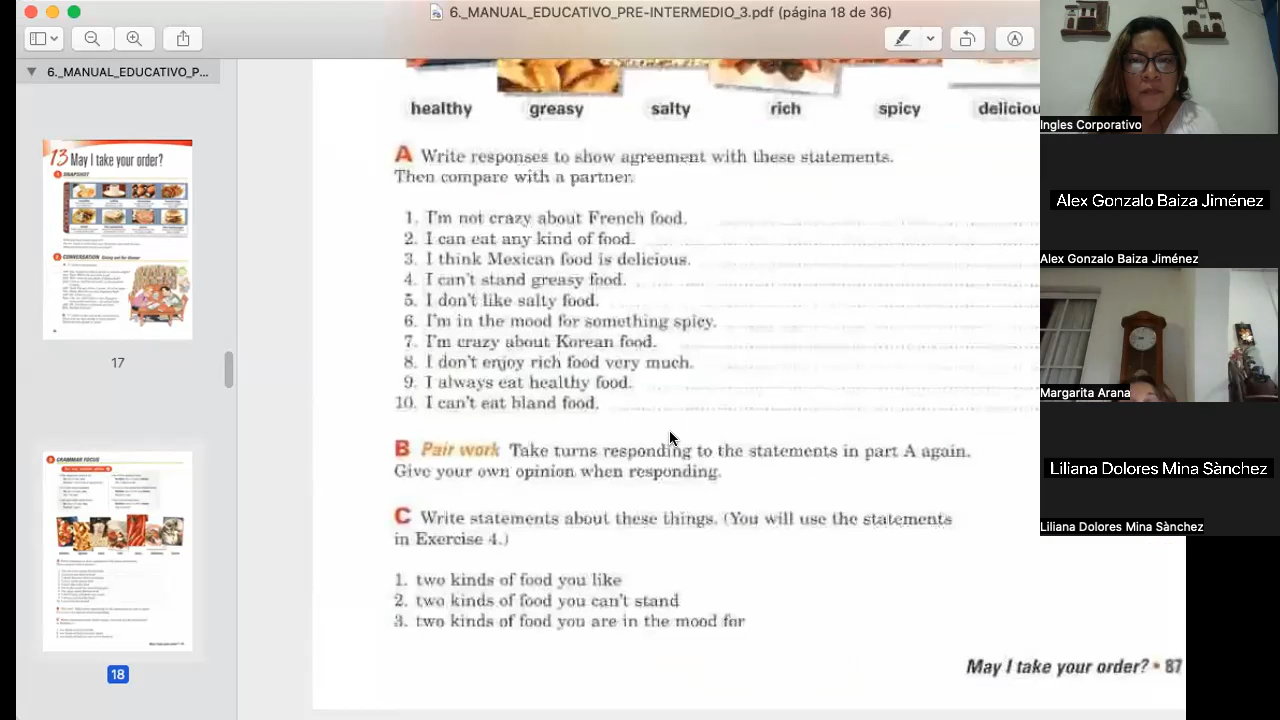 6._MANUAL_EDUCATIVO_PRE-INTERMEDIO_3.pdf (página 18 de 36)
6._MANUAL_EDUCATIVO_P...
13 May I take your order?
1 SNAPSHOT
2 CONVERSATION
17
3 GRAMMAR FOCUS
18
healthy greasy salty rich spicy deliciou
A Write responses to show agreement with these statements.
Then compare with a partner.
1. I'm not crazy about French food.
2. I can eat any kind of food.
3. I think Mexican food is delicious.
4. I can't stand greasy food.
5. I don't like salty food.
6. I'm in the mood for something spicy.
7. I'm crazy about Korean food.
8. I don't enjoy rich food very much.
9. I always eat healthy food.
10. I can't eat bland food.
B Pair work Take turns responding to the statements in part A again.
Give your own opinion when responding.
C Write statements about these things. (You will use the statements
in Exercise 4.)
1. two kinds of food you like
2. two kinds of food you can't stand
3. two kinds of food you are in the mood for
May I take your order? • 87
Ingles Corporativo
Alex Gonzalo Baiza Jiménez
Alex Gonzalo Baiza Jiménez
Margarita Arana
Liliana Dolores Mina Sànchez
Liliana Dolores Mina Sànchez